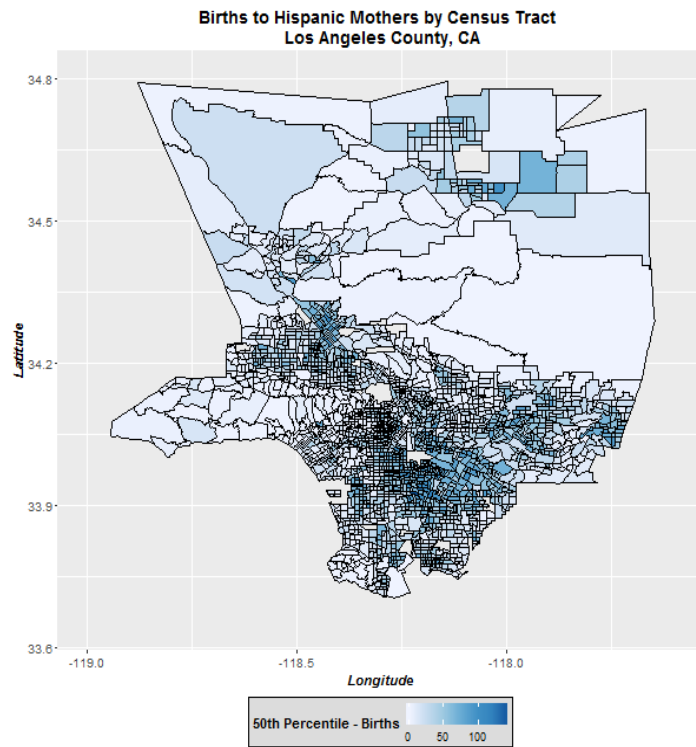 Births to Hispanic Mothers by Census Tract
Los Angeles County, CA
34.8
34.5
34.2
33.9
33.6
Latitude
-119.0
-118.5
-118.0
Longitude
50th Percentile - Births
0
50
100